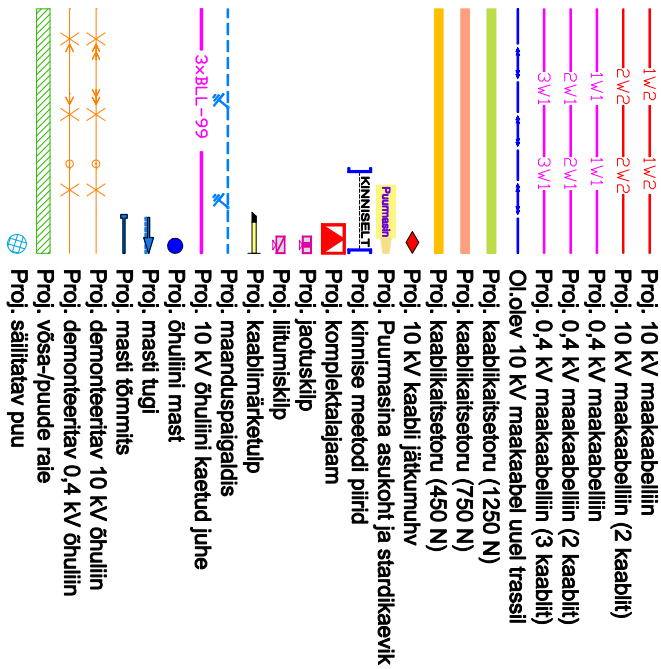 1W2 1W2 Proj. 10 kV maakaabelliin
2W2 2W2 Proj. 10 kV maakaabelliin (2 kaablit)
1W1 1W1 Proj. 0,4 kV maakaabelliin
2W1 2W1 Proj. 0,4 kV maakaabelliin (2 kaablit)
3W1 3W1 Proj. 0,4 kV maakaabelliin (3 kaablit)
Ol.olev 10 kV maakaabel uuel trassil
Proj. kaablikaitsetoru (1250 N)
Proj. kaablikaitsetoru (750 N)
Proj. kaablikaitsetoru (450 N)
Proj. 10 kV kaabli jätkumuhv
Puurmasin Proj. Puurmasina asukoht ja stardikaevik
KINNISELT Proj. kinnise meetodi piirid
Proj. komplektalajaam
Proj. jaotuskilp
Proj. liitumiskilp
Proj. kaablimärketulp
Proj. maanduspaigaldis
3xBLL-99 Proj. 10 kV õhuliini kaetud juhe
Proj. õhuliini mast
Proj. masti tugi
Proj. masti tõmmits
Proj. demonteeritav 10 kV õhuliin
Proj. demonteeritav 0,4 kV õhuliin
Proj. võsa-/puude raie
Proj. säilitatav puu